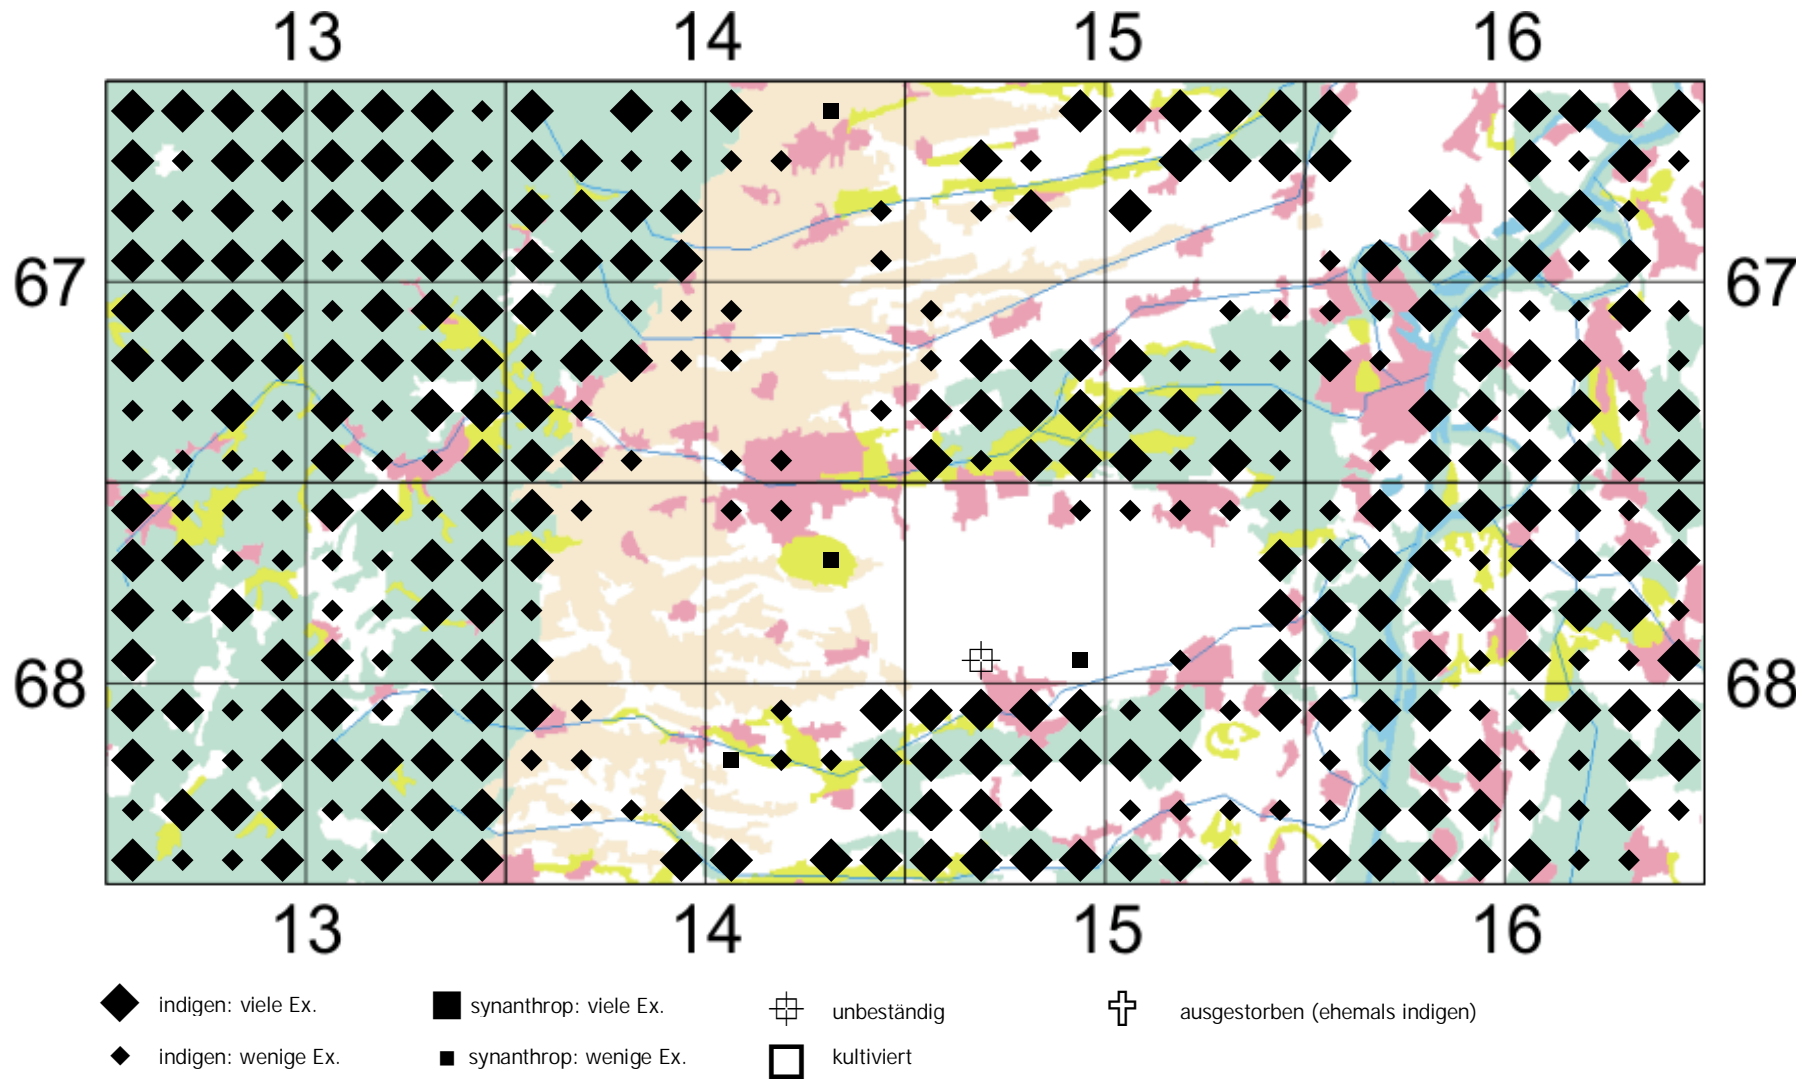 13 14 15 16
67 67
68 68
13 14 15 16
indigen: viele Ex. synanthrop: viele Ex. unbeständig ausgestorben (ehemals indigen)
indigen: wenige Ex. synanthrop: wenige Ex. kultiviert